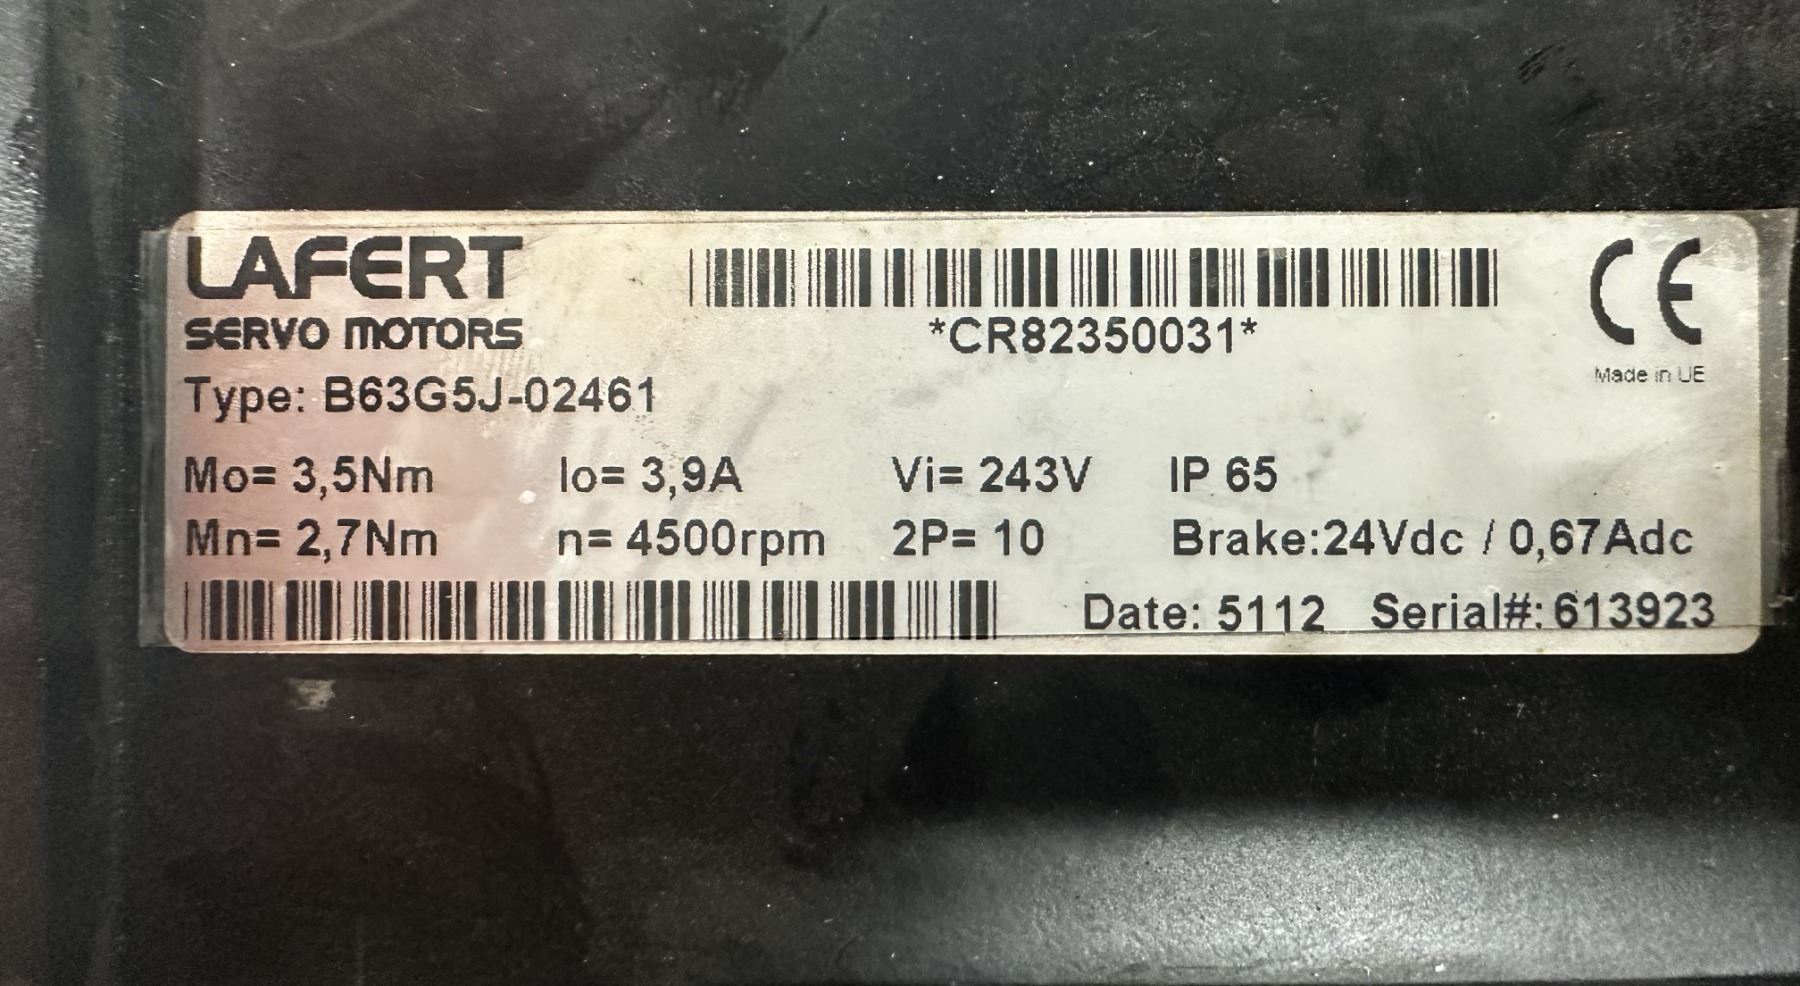 LAFERT
SERVO MOTORS
*CR82350031*
CE
Made in UE
Type: B63G5J-02461
Mo= 3,5Nm Io= 3,9A Vi= 243V IP 65
Mn= 2,7Nm n= 4500rpm 2P= 10 Brake:24Vdc / 0,67Adc
Date: 5112 Serial#: 613923